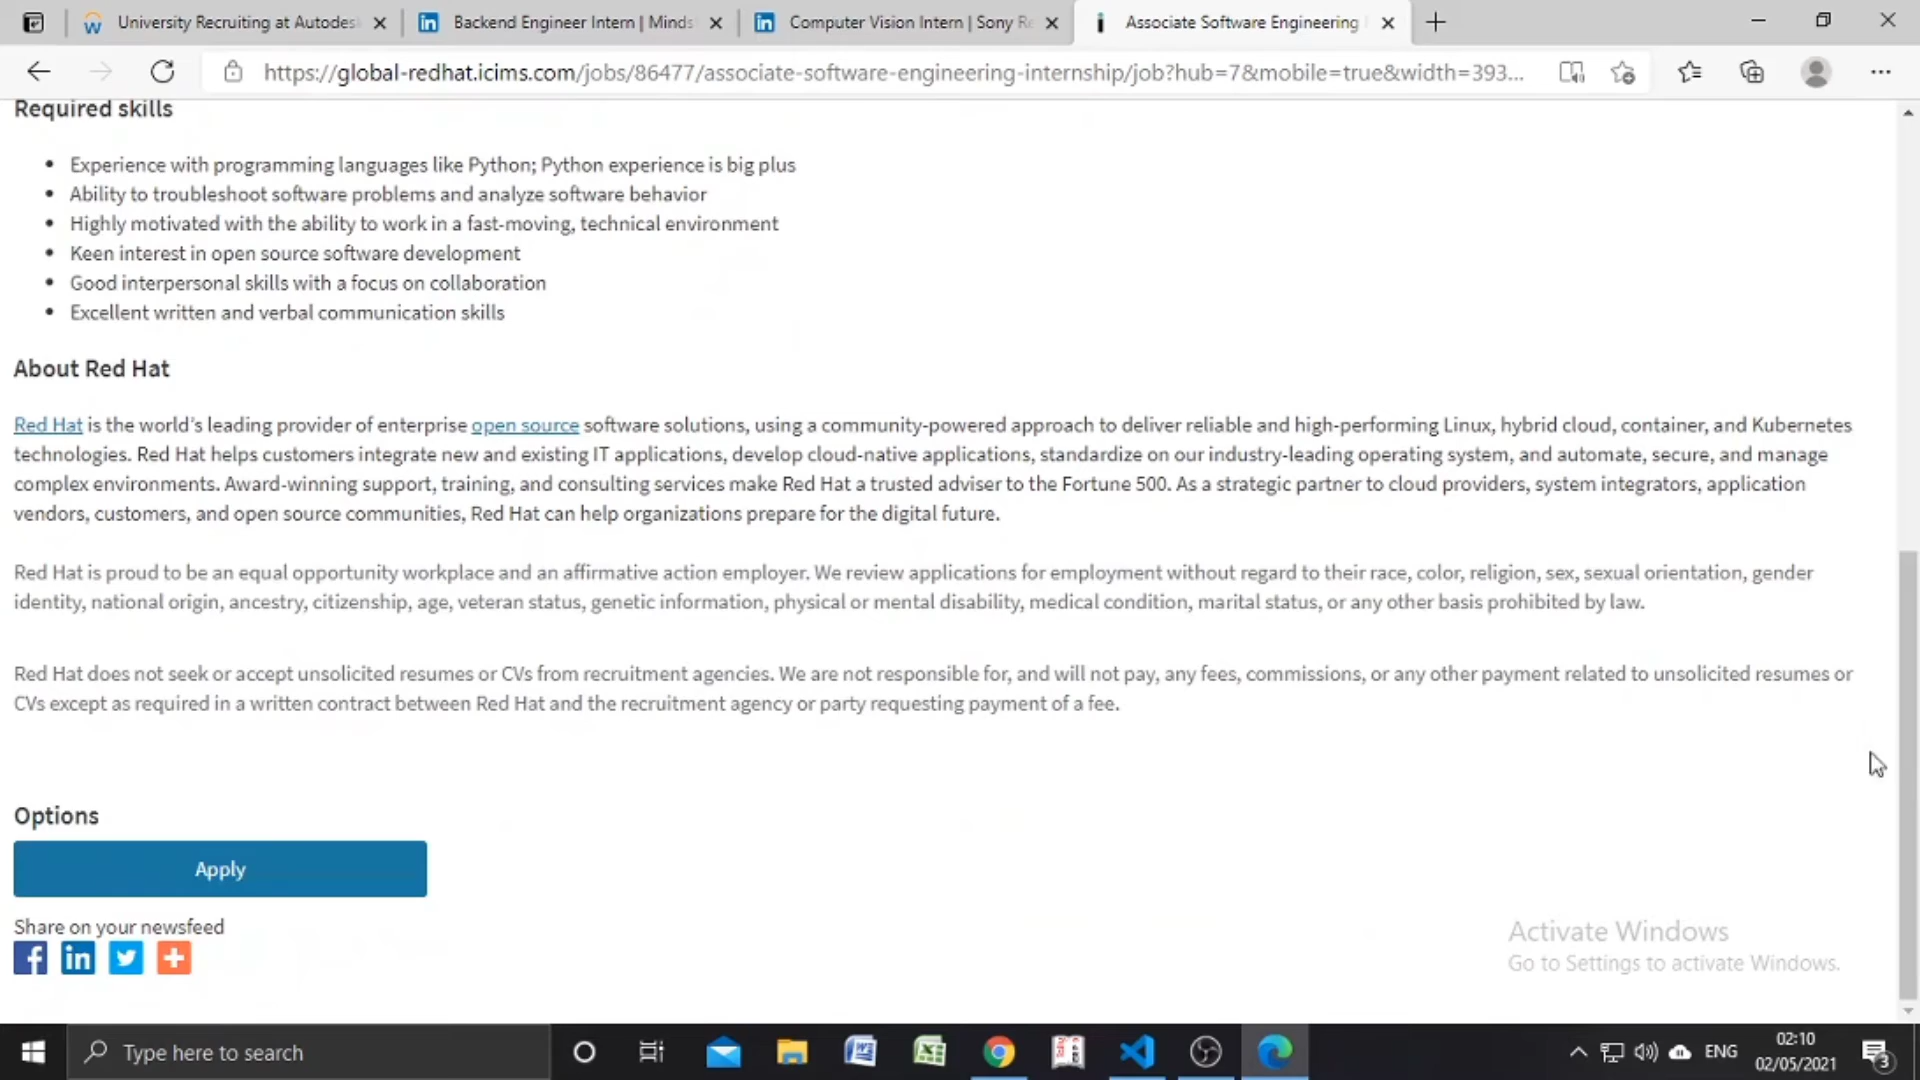 University Recruiting at Autodes
Backend Engineer Intern | Minds
Computer Vision Intern | Sony Re
Associate Software Engineering
https://global-redhat.icims.com/jobs/86477/associate-software-engineering-internship/job?hub=7&mobile=true&width=393...
Required skills
Experience with programming languages like Python; Python experience is big plus
Ability to troubleshoot software problems and analyze software behavior
Highly motivated with the ability to work in a fast-moving, technical environment
Keen interest in open source software development
Good interpersonal skills with a focus on collaboration
Excellent written and verbal communication skills
About Red Hat
Red Hat is the world's leading provider of enterprise open source software solutions, using a community-powered approach to deliver reliable and high-performing Linux, hybrid cloud, container, and Kubernetes
technologies. Red Hat helps customers integrate new and existing IT applications, develop cloud-native applications, standardize on our industry-leading operating system, and automate, secure, and manage
complex environments. Award-winning support, training, and consulting services make Red Hat a trusted adviser to the Fortune 500. As a strategic partner to cloud providers, system integrators, application
vendors, customers, and open source communities, Red Hat can help organizations prepare for the digital future.
Red Hat is proud to be an equal opportunity workplace and an affirmative action employer. We review applications for employment without regard to their race, color, religion, sex, sexual orientation, gender
identity, national origin, ancestry, citizenship, age, veteran status, genetic information, physical or mental disability, medical condition, marital status, or any other basis prohibited by law.
Red Hat does not seek or accept unsolicited resumes or CVs from recruitment agencies. We are not responsible for, and will not pay, any fees, commissions, or any other payment related to unsolicited resumes or
CVs except as required in a written contract between Red Hat and the recruitment agency or party requesting payment of a fee.
Options
Apply
Share on your newsfeed
Activate Windows
Go to Settings to activate Windows.
Type here to search
ENG
02:10
02/05/2021
3